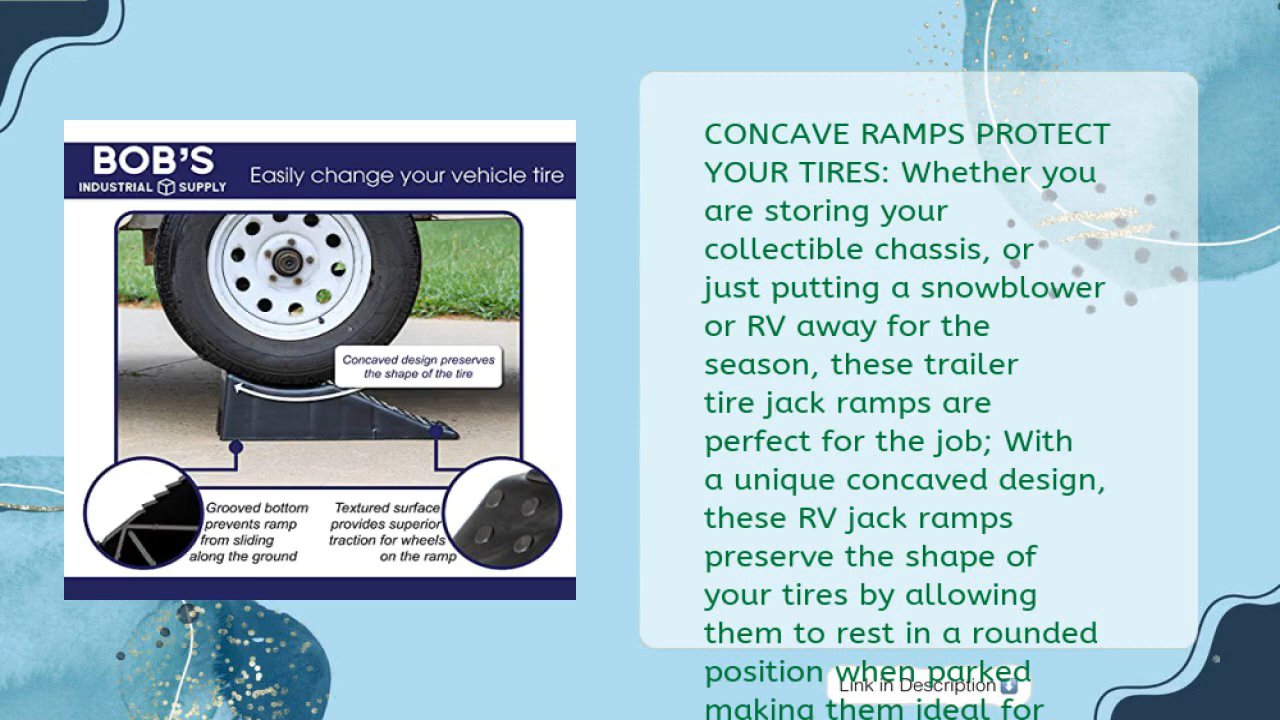 BOB'S
INDUSTRIAL SUPPLY
Easily change your vehicle tire
Concaved design preserves
the shape of the tire
Grooved bottom
prevents ramp
from sliding
along the ground
Textured surface
provides superior
traction for wheels
on the ramp
CONCAVE RAMPS PROTECT
YOUR TIRES: Whether you
are storing your
collectible chassis, or
just putting a snowblower
or RV away for the
season, these trailer
tire jack ramps are
perfect for the job; With
a unique concaved design,
these RV jack ramps
preserve the shape of
your tires by allowing
them to rest in a rounded
position when parked
Link in Description
making them ideal for